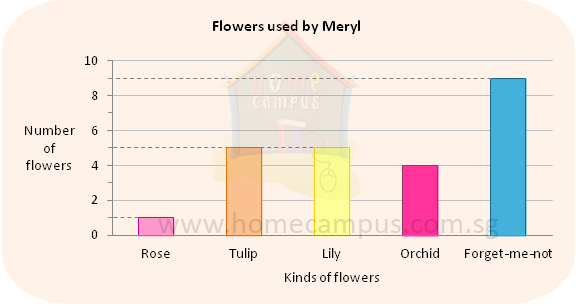 Flowers used by Meryl
10
8
6
4
2
0
Number
of
flowers
HOME
CAMPUS
www.homecampus.com.sg
Rose Tulip Lily Orchid Forget-me-not
Kinds of flowers